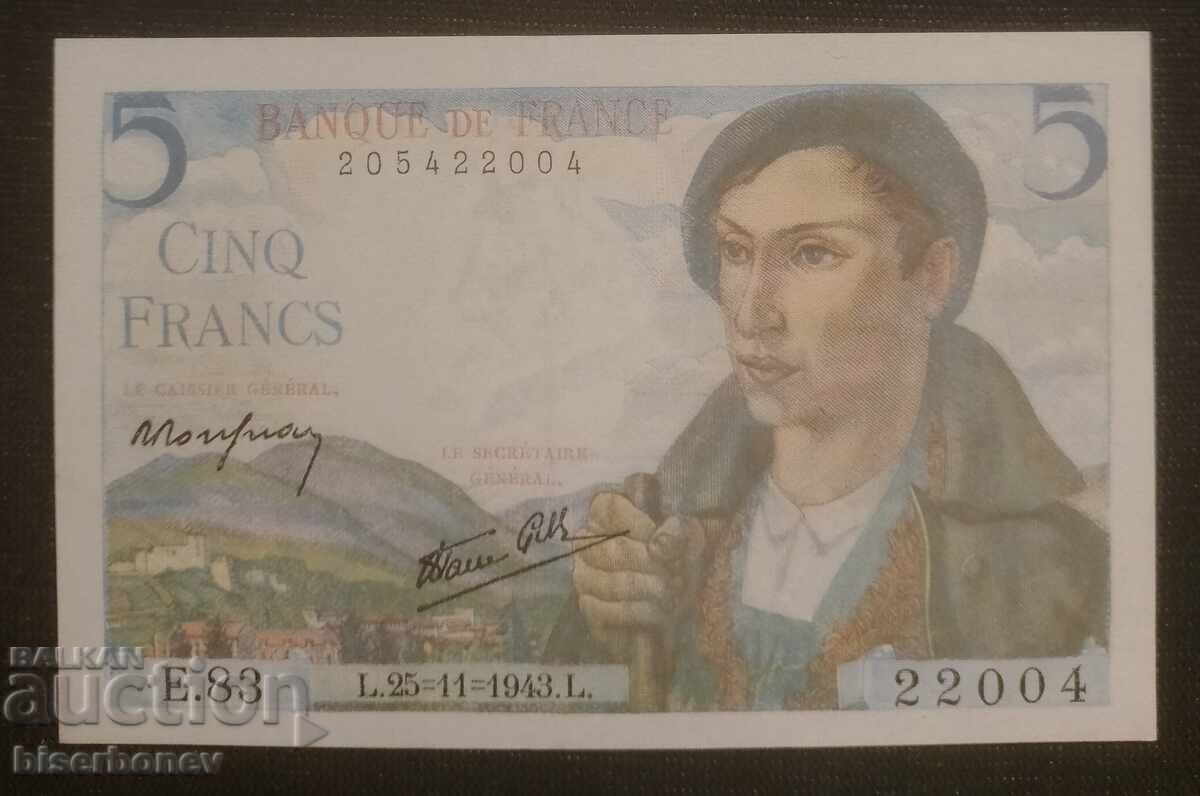 5 BANQUE DE FRANCE 5
205422004
CINQ
FRANCS
LE CAISSIER GÉNÉRAL.
LE SECRÉTAIRE
GÉNÉRAL.
E.83 L.25=11=1943.L. 22004
BALKAN
auction
biserbonev